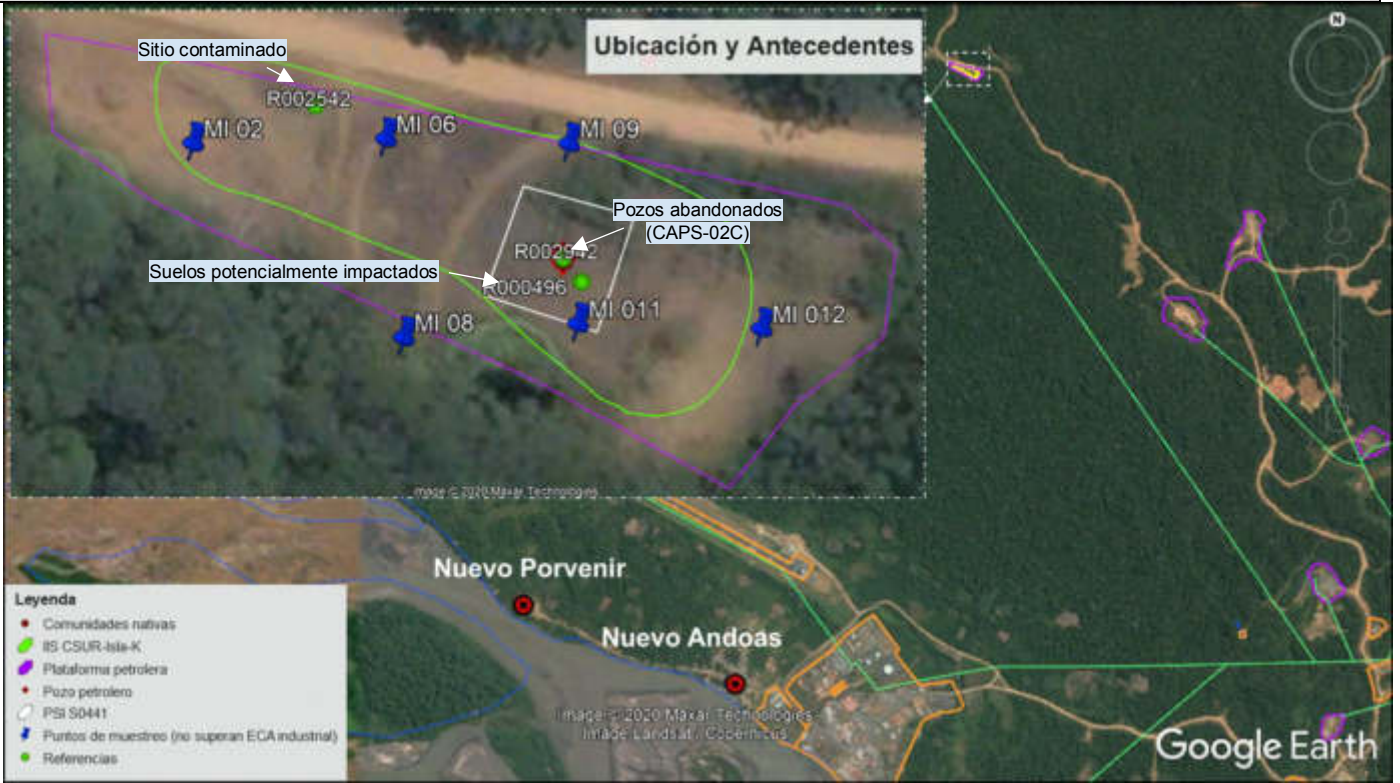 Ubicación y Antecedentes
N
Sitio contaminado
R002542
MI 02
MI 06
MI 09
Pozos abandonados
(CAPS-02C)
R002942
Suelos potencialmente impactados
R000496
MI 08
MI 011
MI 012
Image © 2020 Maxar Technologies
Nuevo Porvenir
Nuevo Andoas
Leyenda
Comunidades nativas
IIS CSUR-Isla-K
Plataforma petrolera
Pozo petrolero
PSI S0441
Puntos de muestreo (no superan ECA industrial)
Referencias
Image © 2020 Maxar Technologies
Image Landsat / Copernicus
Google Earth